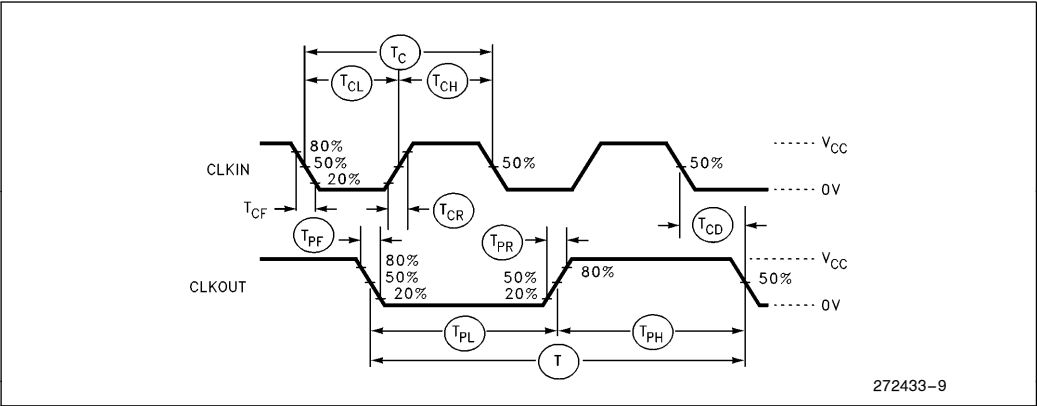 T_C
T_CL T_CH
80%
50%
20%
50%
50%
V_CC
0V
CLKIN
T_CF
T_CR
T_CD
T_PF
T_PR
80%
50%
20%
50%
20%
80%
50%
V_CC
0V
CLKOUT
T_PL T_PH
T
272433–9